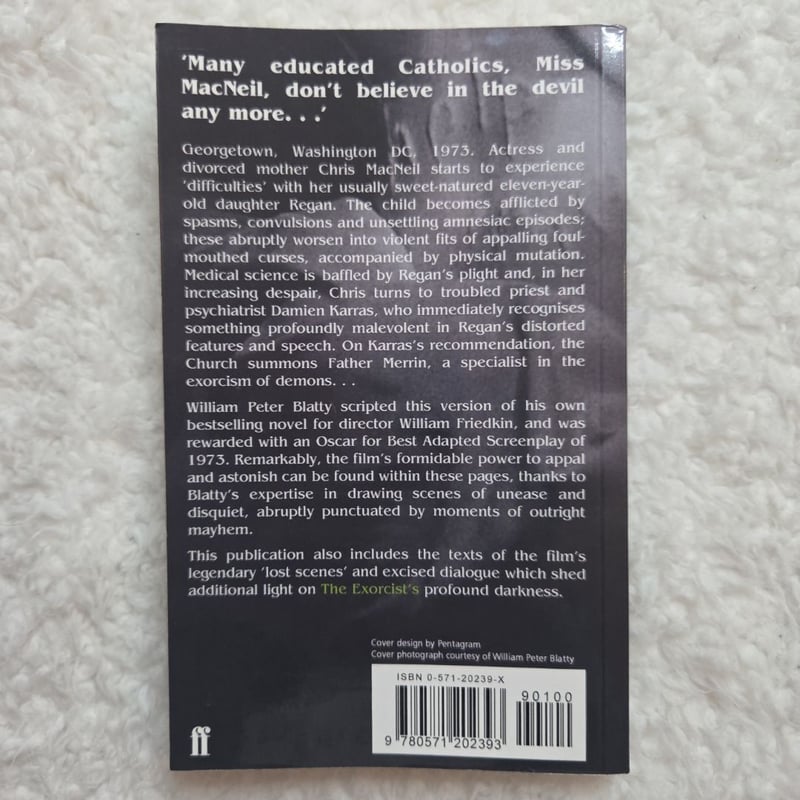 'Many educated Catholics, Miss
MacNeil, don't believe in the devil
any more. . .'
Georgetown, Washington DC, 1973. Actress and
divorced mother Chris MacNeil starts to experience
'difficulties' with her usually sweet-natured eleven-year-
old daughter Regan. The child becomes afflicted by
spasms, convulsions and unsettling amnesiac episodes;
these abruptly worsen into violent fits of appalling foul-
mouthed curses, accompanied by physical mutation.
Medical science is baffled by Regan's plight and, in her
increasing despair, Chris turns to troubled priest and
psychiatrist Damien Karras, who immediately recognises
something profoundly malevolent in Regan's distorted
features and speech. On Karras's recommendation, the
Church summons Father Merrin, a specialist in the
exorcism of demons. . .
William Peter Blatty scripted this version of his own
bestselling novel for director William Friedkin, and was
rewarded with an Oscar for Best Adapted Screenplay of
1973. Remarkably, the film's formidable power to appal
and astonish can be found within these pages, thanks to
Blatty's expertise in drawing scenes of unease and
disquiet, abruptly punctuated by moments of outright
mayhem.
This publication also includes the texts of the film's
legendary 'lost scenes' and excised dialogue which shed
additional light on The Exorcist's profound darkness.
Cover design by Pentagram
Cover photograph courtesy of William Peter Blatty
ISBN 0-571-20239-X
90100
9 780571 202393
ff